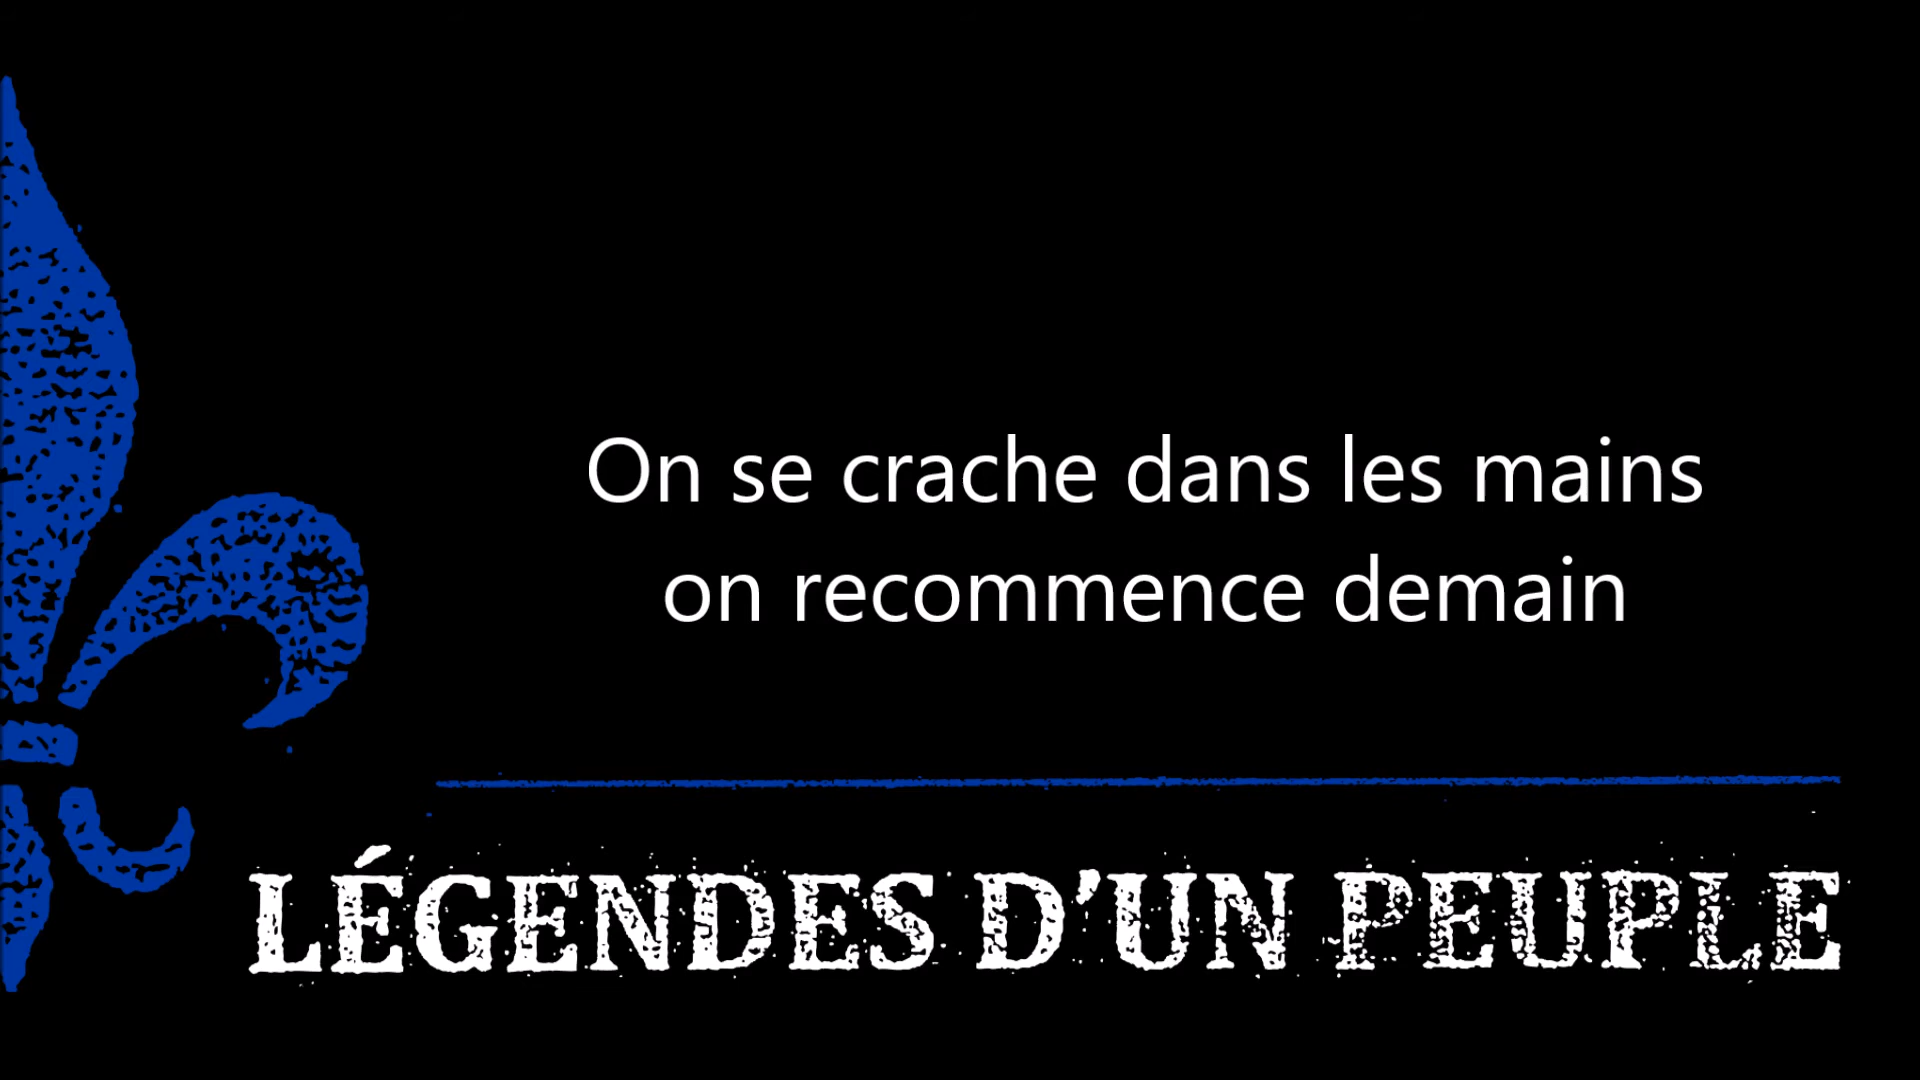 On se crache dans les mains
on recommence demain
LÉGENDES D'UN PEUPLE